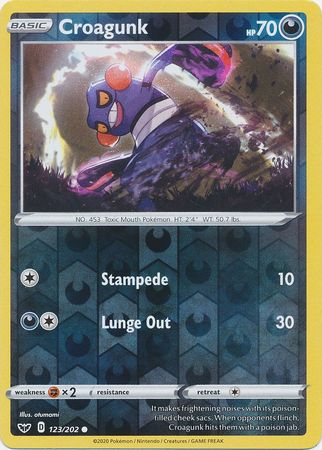 BASIC
Croagunk
HP70
NO. 453 Toxic Mouth Pokémon HT: 2'4" WT: 50.7 lbs.
Stampede 10
Lunge Out 30
weakness ×2 resistance retreat
Illus. otumami
123/202
It makes frightening noises with its poison-
filled cheek sacs. When opponents flinch,
Croagunk hits them with a poison jab.
©2020 Pokémon / Nintendo / Creatures / GAME FREAK